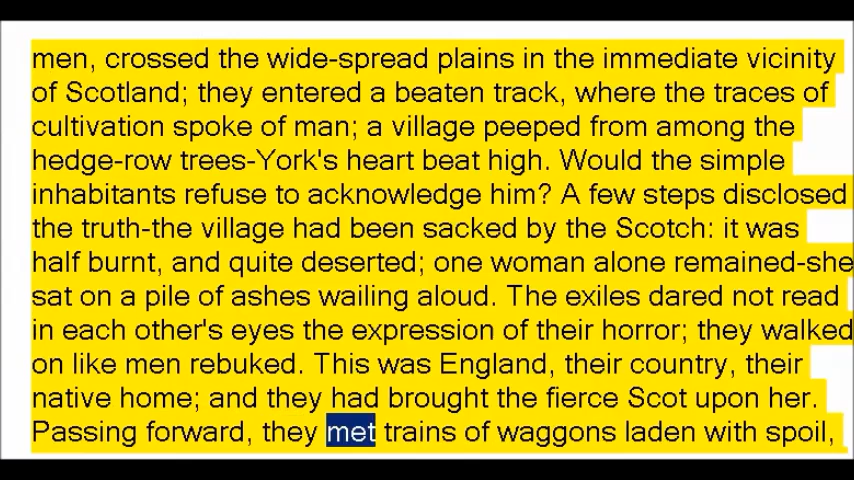 men, crossed the wide-spread plains in the immediate vicinity
of Scotland; they entered a beaten track, where the traces of
cultivation spoke of man; a village peeped from among the
hedge-row trees-York's heart beat high. Would the simple
inhabitants refuse to acknowledge him? A few steps disclosed
the truth-the village had been sacked by the Scotch: it was
half burnt, and quite deserted; one woman alone remained-she
sat on a pile of ashes wailing aloud. The exiles dared not read
in each other's eyes the expression of their horror; they walked
on like men rebuked. This was England, their country, their
native home; and they had brought the fierce Scot upon her.
Passing forward, they met trains of waggons laden with spoil,